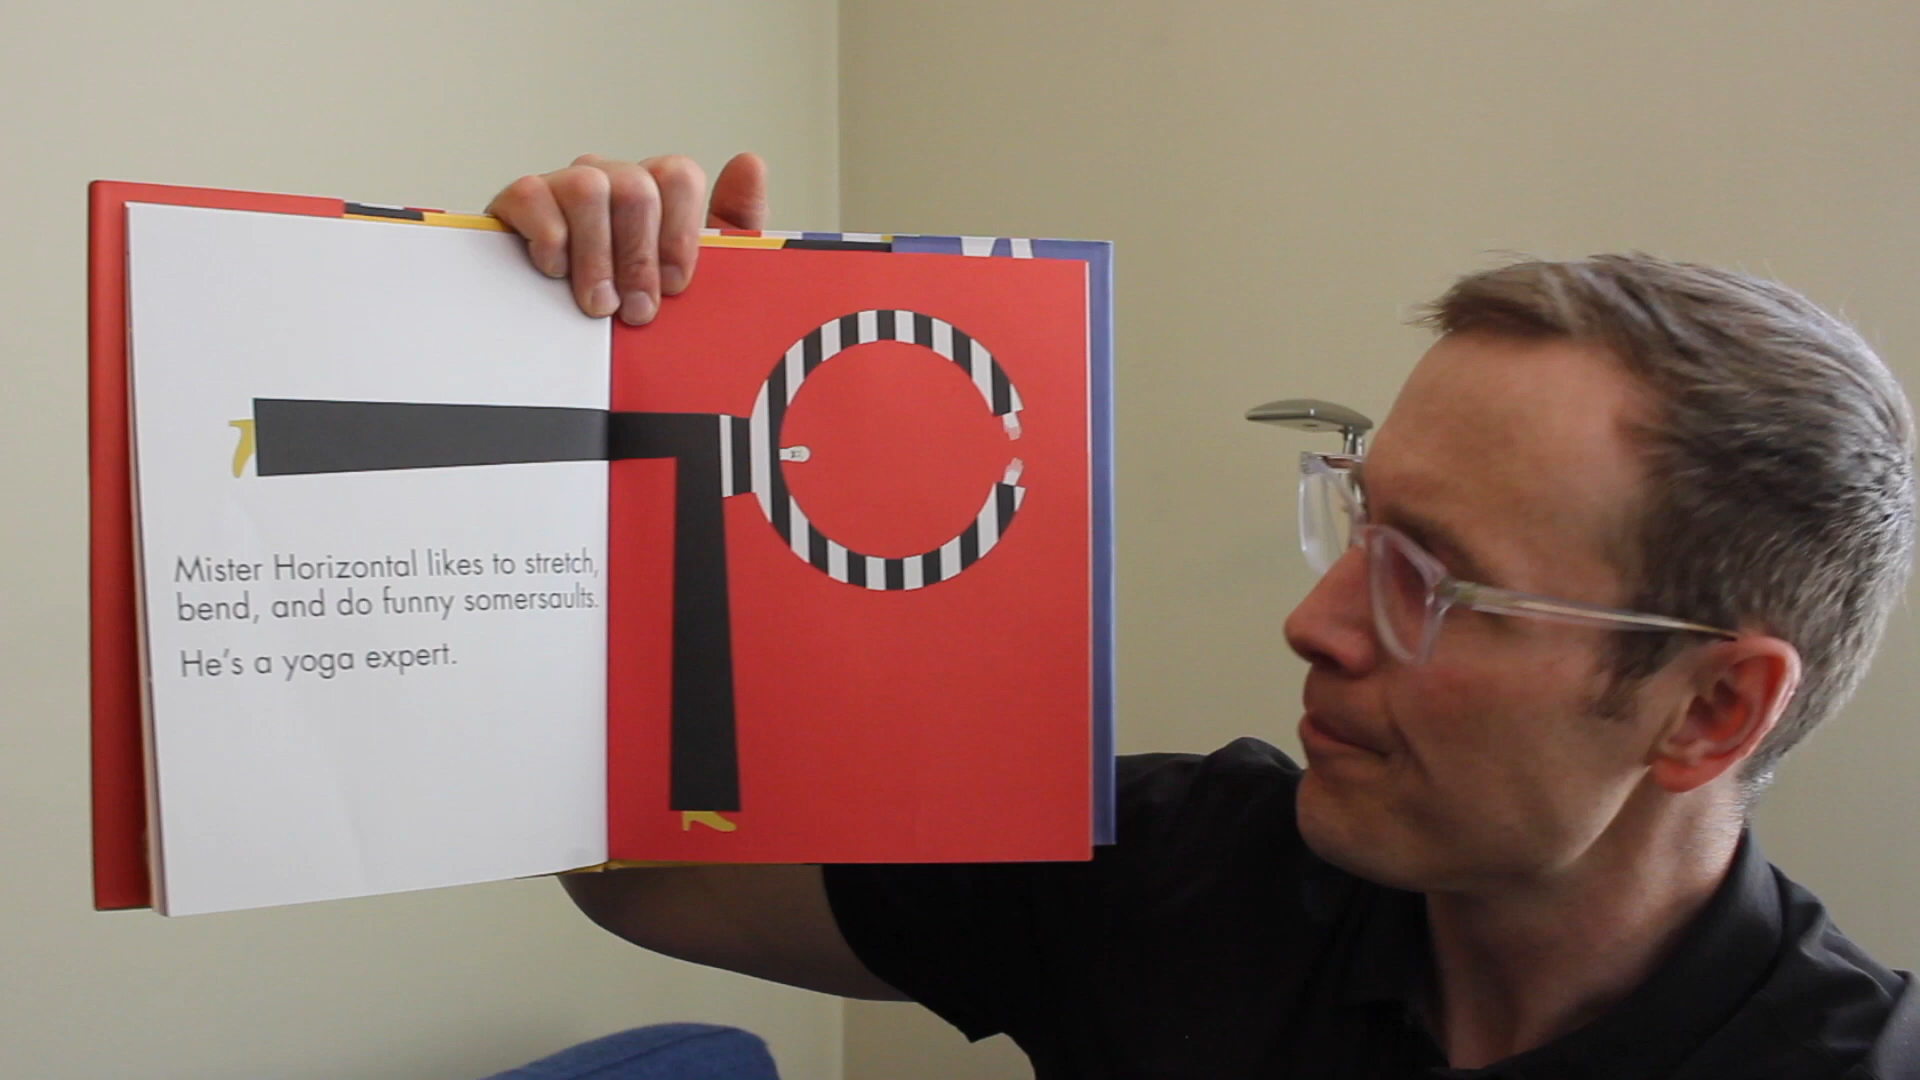 Mister Horizontal likes to stretch,
bend, and do funny somersaults.
He's a yoga expert.